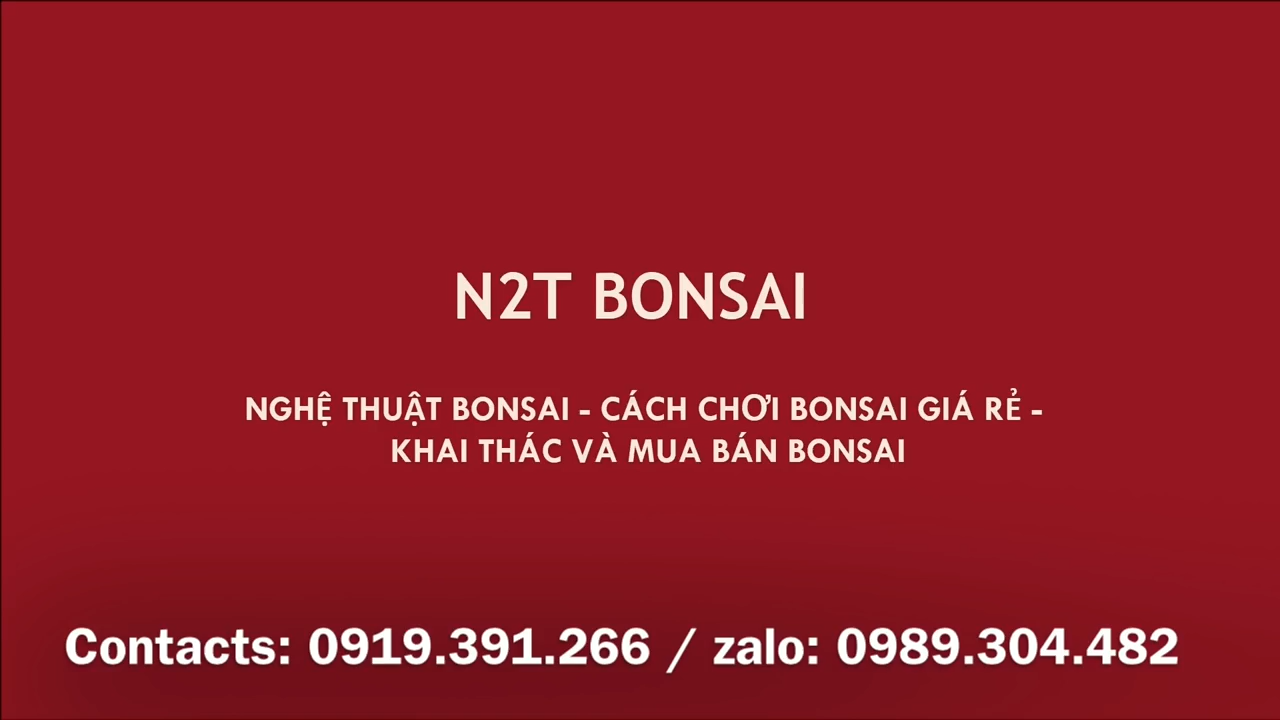 N2T BONSAI
NGHỆ THUẬT BONSAI - CÁCH CHƠI BONSAI GIÁ RẺ -
KHAI THÁC VÀ MUA BÁN BONSAI
Contacts: 0919.391.266 / zalo: 0989.304.482